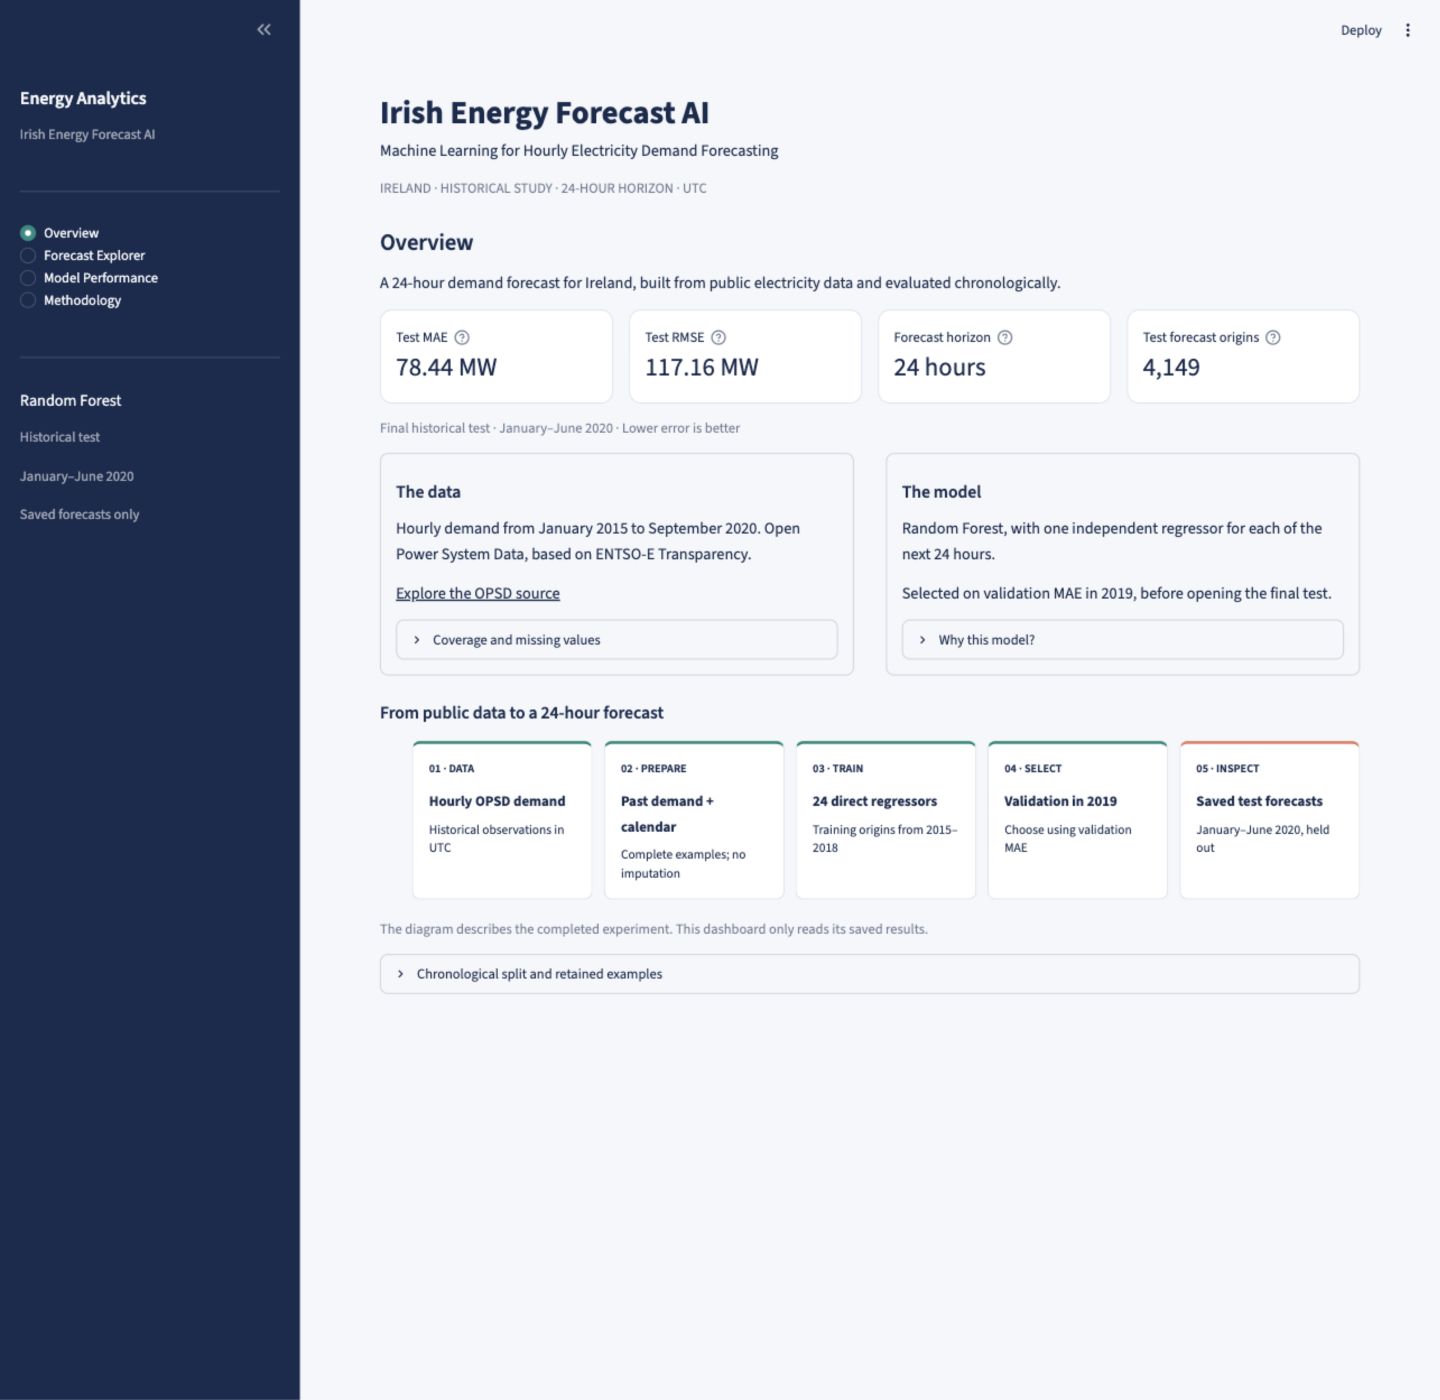 Deploy
Energy Analytics
Irish Energy Forecast AI
Overview
Forecast Explorer
Model Performance
Methodology
Random Forest
Historical test
January–June 2020
Saved forecasts only
Irish Energy Forecast AI
Machine Learning for Hourly Electricity Demand Forecasting
IRELAND · HISTORICAL STUDY · 24-HOUR HORIZON · UTC
Overview
A 24-hour demand forecast for Ireland, built from public electricity data and evaluated chronologically.
Test MAE
78.44 MW
Test RMSE
117.16 MW
Forecast horizon
24 hours
Test forecast origins
4,149
Final historical test · January–June 2020 · Lower error is better
The data
Hourly demand from January 2015 to September 2020. Open
Power System Data, based on ENTSO-E Transparency.
Explore the OPSD source
Coverage and missing values
The model
Random Forest, with one independent regressor for each of the
next 24 hours.
Selected on validation MAE in 2019, before opening the final test.
Why this model?
From public data to a 24-hour forecast
01 · DATA
Hourly OPSD demand
Historical observations in
UTC
02 · PREPARE
Past demand +
calendar
Complete examples; no
imputation
03 · TRAIN
24 direct regressors
Training origins from 2015–
2018
04 · SELECT
Validation in 2019
Choose using validation
MAE
05 · INSPECT
Saved test forecasts
January–June 2020, held
out
The diagram describes the completed experiment. This dashboard only reads its saved results.
Chronological split and retained examples